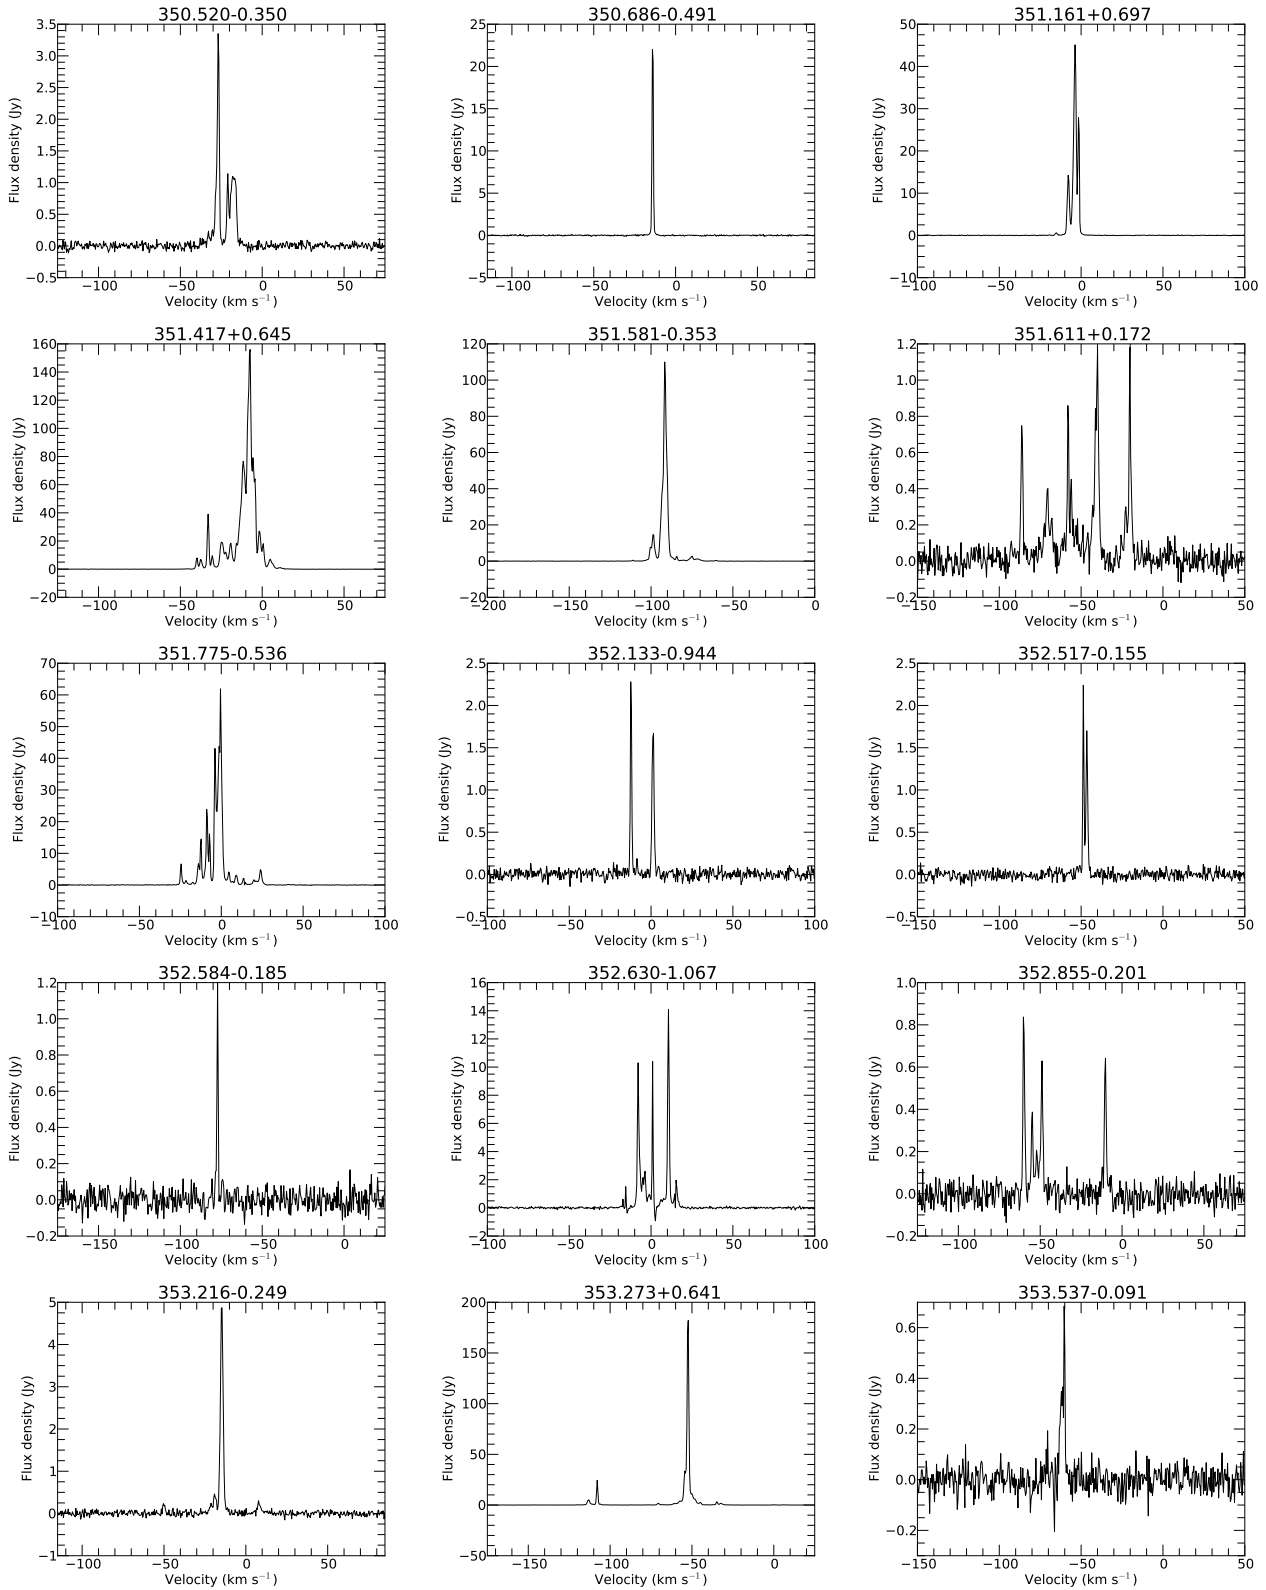 350.520-0.350
3.5
3.0
2.5
2.0
1.5
1.0
0.5
0.0
−0.5
Flux density (Jy)
−100 −50 0 50
Velocity (km s⁻¹)
350.686-0.491
25
20
15
10
5
0
−5
Flux density (Jy)
−100 −50 0 50
Velocity (km s⁻¹)
351.161+0.697
50
40
30
20
10
0
−10
Flux density (Jy)
−100 −50 0 50 100
Velocity (km s⁻¹)
351.417+0.645
160
140
120
100
80
60
40
20
0
−20
Flux density (Jy)
−100 −50 0 50
Velocity (km s⁻¹)
351.581-0.353
120
100
80
60
40
20
0
−20
Flux density (Jy)
−200 −150 −100 −50 0
Velocity (km s⁻¹)
351.611+0.172
1.2
1.0
0.8
0.6
0.4
0.2
0.0
−0.2
Flux density (Jy)
−150 −100 −50 0 50
Velocity (km s⁻¹)
351.775-0.536
70
60
50
40
30
20
10
0
−10
Flux density (Jy)
−100 −50 0 50 100
Velocity (km s⁻¹)
352.133-0.944
2.5
2.0
1.5
1.0
0.5
0.0
−0.5
Flux density (Jy)
−100 −50 0 50 100
Velocity (km s⁻¹)
352.517-0.155
2.5
2.0
1.5
1.0
0.5
0.0
−0.5
Flux density (Jy)
−150 −100 −50 0 50
Velocity (km s⁻¹)
352.584-0.185
1.2
1.0
0.8
0.6
0.4
0.2
0.0
−0.2
Flux density (Jy)
−150 −100 −50 0
Velocity (km s⁻¹)
352.630-1.067
16
14
12
10
8
6
4
2
0
−2
Flux density (Jy)
−100 −50 0 50 100
Velocity (km s⁻¹)
352.855-0.201
1.0
0.8
0.6
0.4
0.2
0.0
−0.2
Flux density (Jy)
−100 −50 0 50
Velocity (km s⁻¹)
353.216-0.249
5
4
3
2
1
0
−1
Flux density (Jy)
−100 −50 0 50
Velocity (km s⁻¹)
353.273+0.641
200
150
100
50
0
−50
Flux density (Jy)
−150 −100 −50 0
Velocity (km s⁻¹)
353.537-0.091
0.6
0.4
0.2
0.0
−0.2
Flux density (Jy)
−150 −100 −50 0 50
Velocity (km s⁻¹)